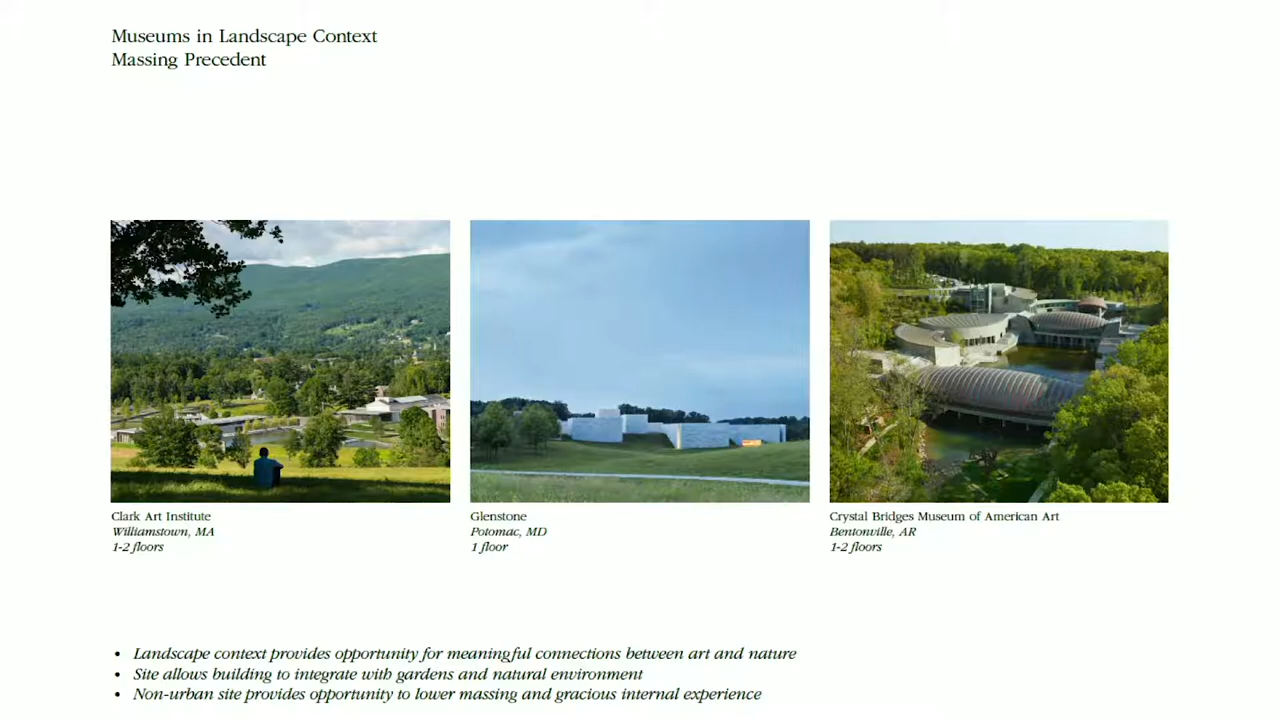 Museums in Landscape Context
Massing Precedent
Clark Art Institute
Williamstown, MA
1-2 floors
Glenstone
Potomac, MD
1 floor
Crystal Bridges Museum of American Art
Bentonville, AR
1-2 floors
• Landscape context provides opportunity for meaningful connections between art and nature
• Site allows building to integrate with gardens and natural environment
• Non-urban site provides opportunity to lower massing and gracious internal experience